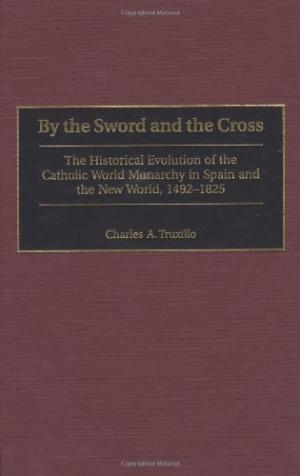 By the Sword and the Cross
The Historical Evolution of the
Catholic World Monarchy in Spain and
the New World, 1492–1825
Charles A. Truxillo